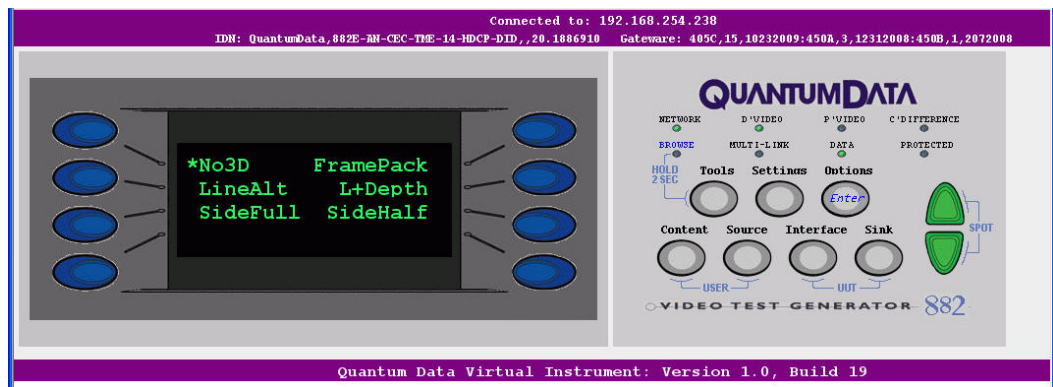 Connected to: 192.168.254.238
IDN: QuantumData,882E-AN-CEC-TME-14-HDCP-DID,,20.1886910 Gateware: 405C,15,10232009:450A,3,12312008:450B,1,2072008
*No3D FramePack
LineAlt L+Depth
SideFull SideHalf
QUANTUMDATA
NETWORK D'VIDEO P'VIDEO C'DIFFERENCE
BROWSE MULTI-LINK DATA PROTECTED
HOLD
2 SEC
Tools Settings Options
Enter
Content Source Interface Sink
SPOT
USER UUT
VIDEO TEST GENERATOR 882
Quantum Data Virtual Instrument: Version 1.0, Build 19